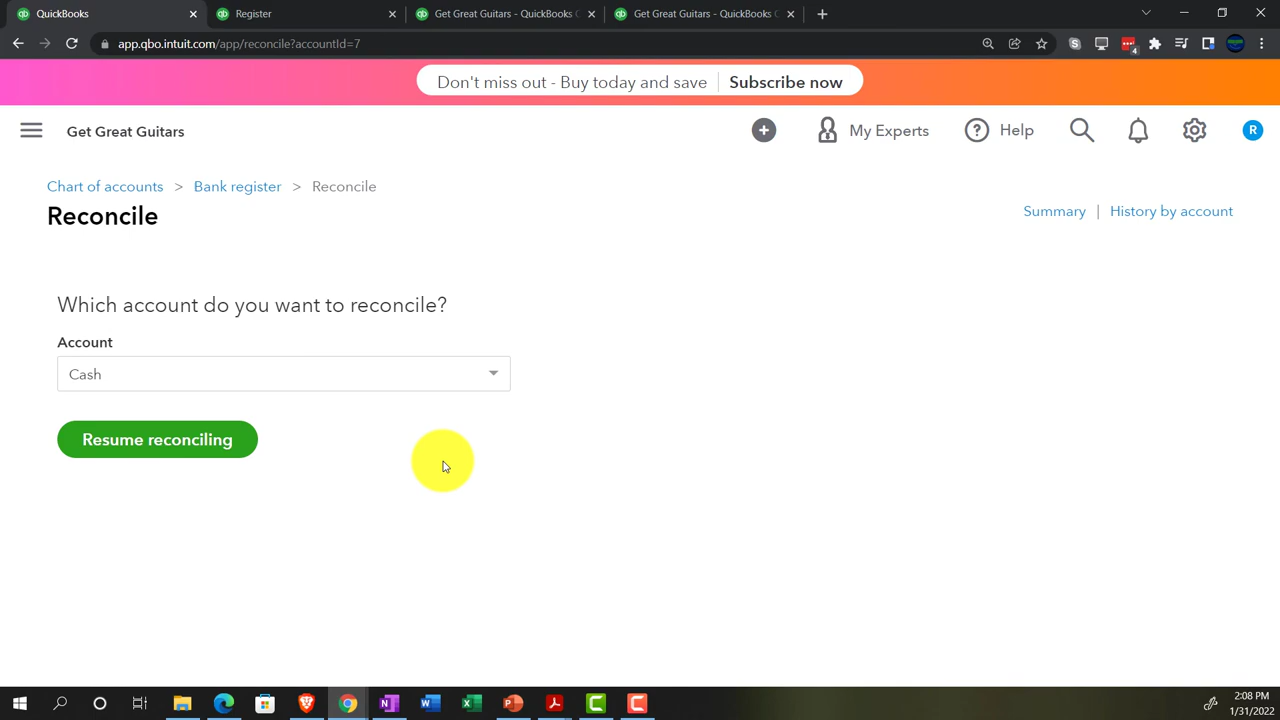 QuickBooks
Register
Get Great Guitars - QuickBooks C
Get Great Guitars - QuickBooks C
app.qbo.intuit.com/app/reconcile?accountId=7
4
Don't miss out - Buy today and save
Subscribe now
Get Great Guitars
My Experts
Help
R
Chart of accounts > Bank register > Reconcile
Reconcile
Summary | History by account
Which account do you want to reconcile?
Account
Cash
Resume reconciling
2:08 PM
1/31/2022